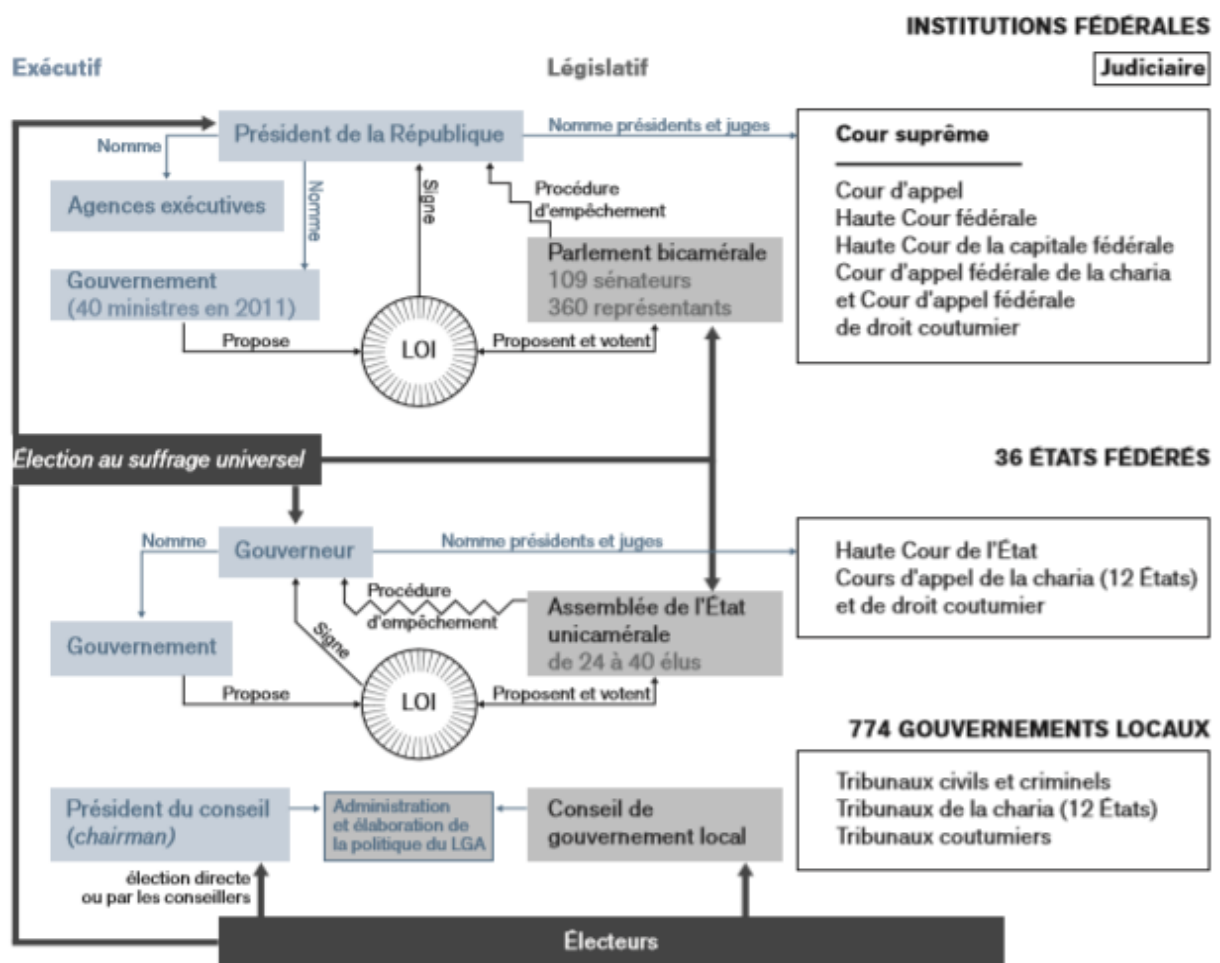 INSTITUTIONS FÉDÉRALES
Exécutif
Législatif
Judiciaire
Président de la République
Nomme présidents et juges
Nomme
Agences exécutives
Nomme
Signe
Procédure
d'empêchement
Gouvernement
(40 ministres en 2011)
Parlement bicamérale
109 sénateurs
360 représentants
Propose
LOI
Proposent et votent
Cour suprême
Cour d'appel
Haute Cour fédérale
Haute Cour de la capitale fédérale
Cour d'appel fédérale de la charia
et Cour d'appel fédérale
de droit coutumier
Élection au suffrage universel
36 ÉTATS FÉDÉRÉS
Nomme
Gouverneur
Nomme présidents et juges
Haute Cour de l'État
Cours d'appel de la charia (12 États)
et de droit coutumier
Procédure
d'empêchement
Assemblée de l'État
unicamérale
de 24 à 40 élus
Gouvernement
Signe
Propose
LOI
Proposent et votent
774 GOUVERNEMENTS LOCAUX
Président du conseil
(chairman)
Administration
et élaboration de
la politique du LGA
Conseil de
gouvernement local
Tribunaux civils et criminels
Tribunaux de la charia (12 États)
Tribunaux coutumiers
élection directe
ou par les conseillers
Électeurs